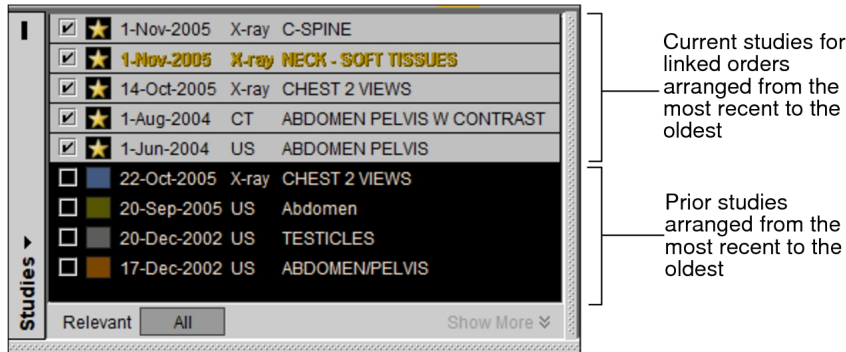 1-Nov-2005 X-ray C-SPINE
1-Nov-2005 X-ray NECK - SOFT TISSUES
14-Oct-2005 X-ray CHEST 2 VIEWS
1-Aug-2004 CT ABDOMEN PELVIS W CONTRAST
1-Jun-2004 US ABDOMEN PELVIS
22-Oct-2005 X-ray CHEST 2 VIEWS
20-Sep-2005 US Abdomen
20-Dec-2002 US TESTICLES
17-Dec-2002 US ABDOMEN/PELVIS
Studies
Relevant All Show More
Current studies for
linked orders
arranged from the
most recent to the
oldest
Prior studies
arranged from the
most recent to the
oldest